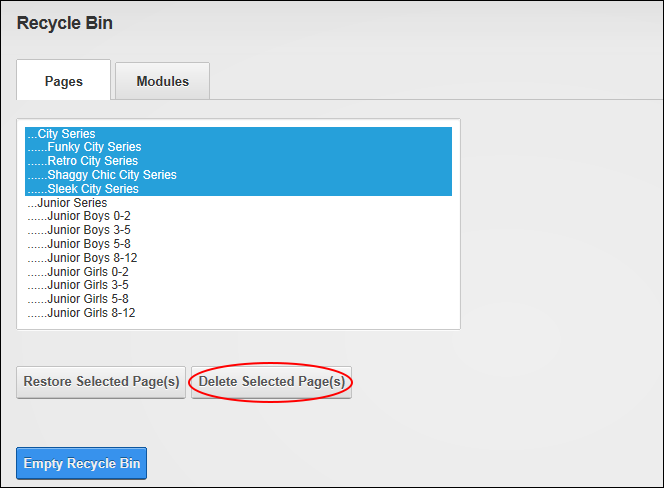 Recycle Bin
Pages Modules
...City Series
......Funky City Series
......Retro City Series
......Shaggy Chic City Series
......Sleek City Series
...Junior Series
......Junior Boys 0-2
......Junior Boys 3-5
......Junior Boys 5-8
......Junior Boys 8-12
......Junior Girls 0-2
......Junior Girls 3-5
......Junior Girls 5-8
......Junior Girls 8-12
Restore Selected Page(s) Delete Selected Page(s)
Empty Recycle Bin